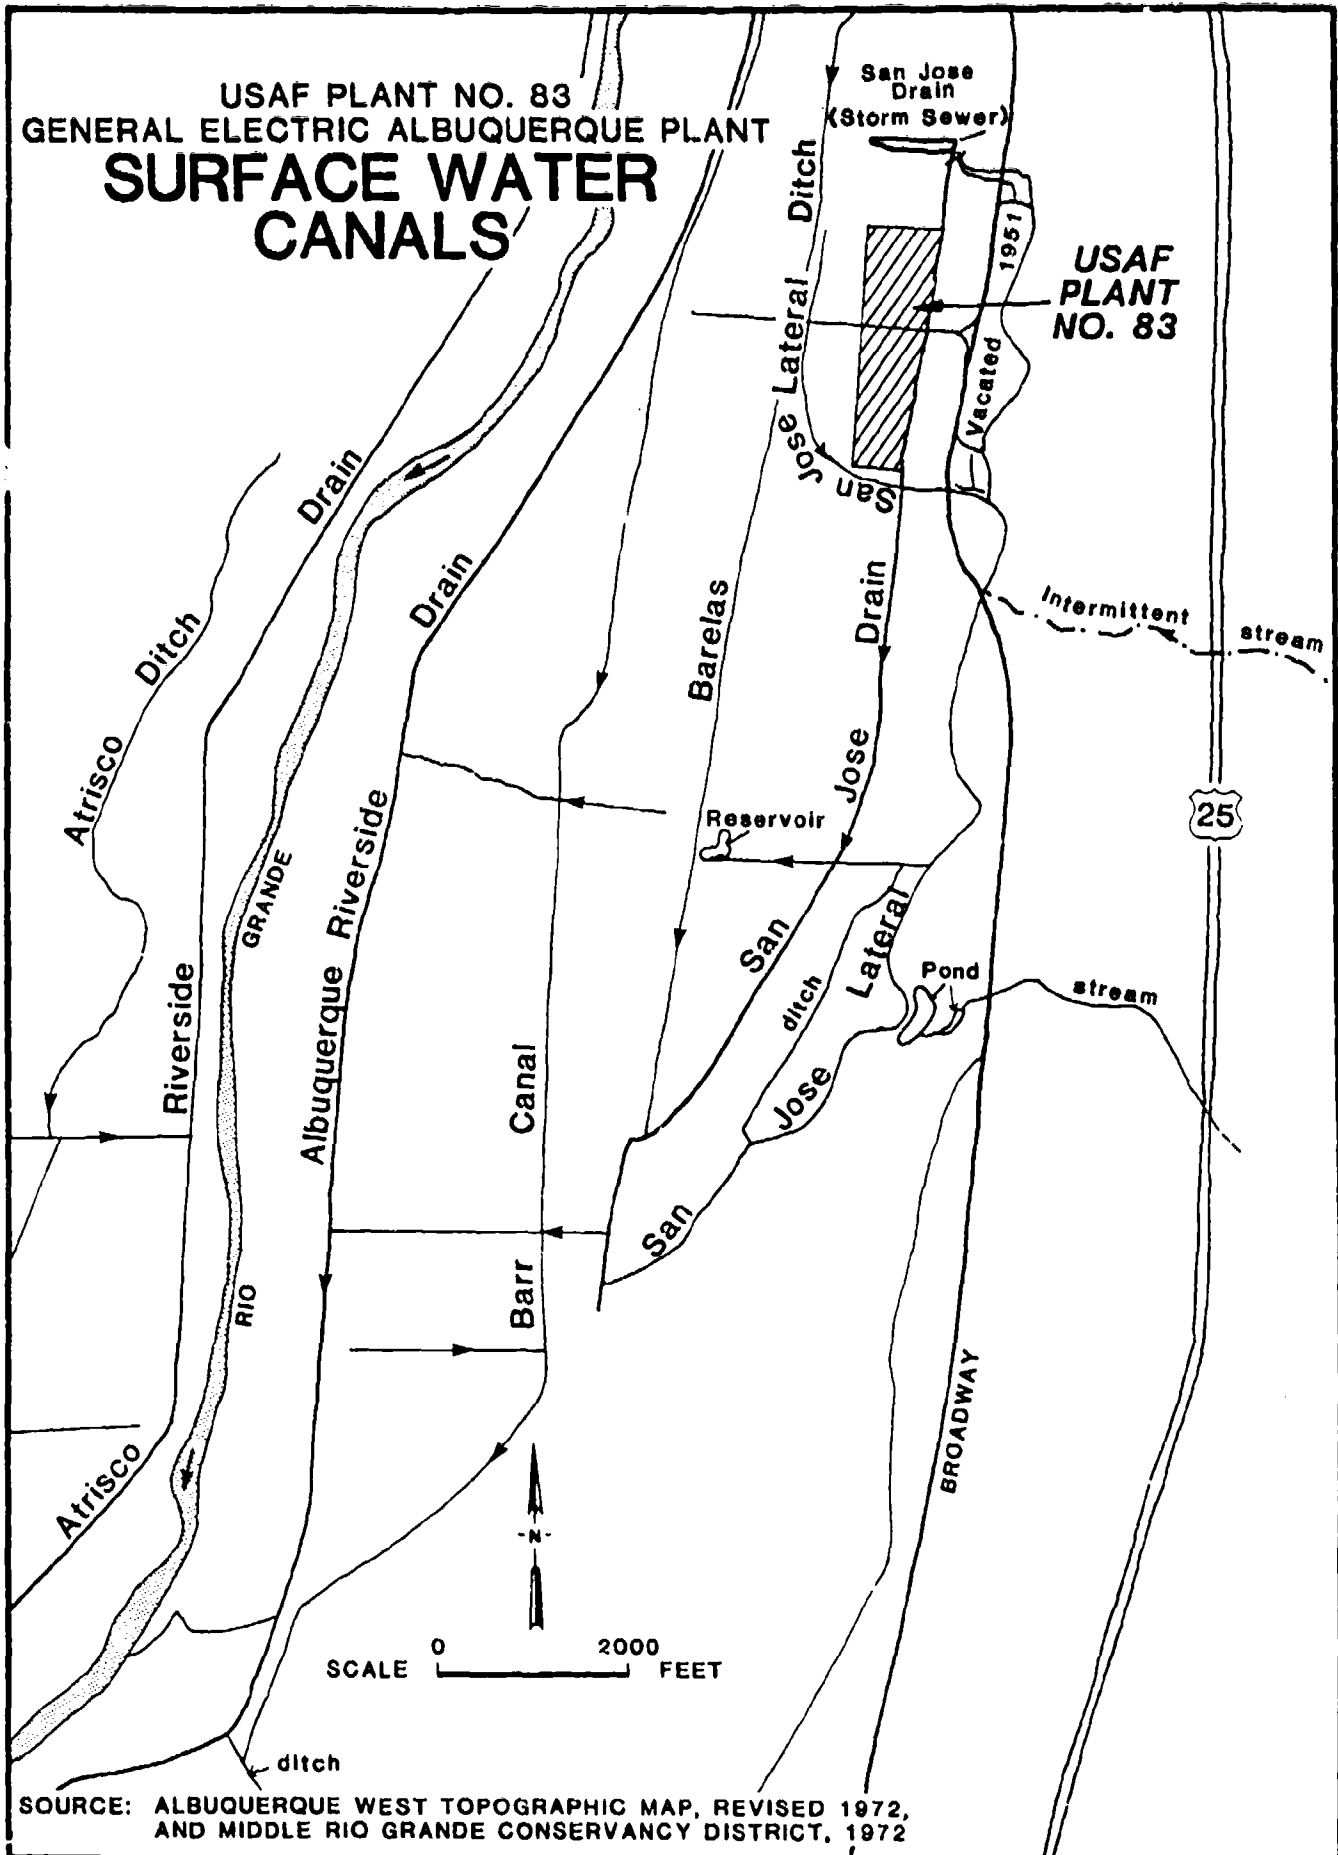 USAF PLANT NO. 83
GENERAL ELECTRIC ALBUQUERQUE PLANT
SURFACE WATER
CANALS
San Jose
Drain
(Storm Sewer)
San Jose Lateral Ditch
1951
Vacated
USAF
PLANT
NO. 83
Drain
Drain
Ditch
Atrisco
Barelas
Drain
Jose
San
Intermittent
stream
25
Reservoir
GRANDE
RIO
Riverside
Atrisco
Albuquerque Riverside
Canal
Barr
ditch
Lateral
Jose
San
Pond
stream
BROADWAY
-N-
0 2000
SCALE FEET
ditch
SOURCE: ALBUQUERQUE WEST TOPOGRAPHIC MAP, REVISED 1972,
AND MIDDLE RIO GRANDE CONSERVANCY DISTRICT, 1972